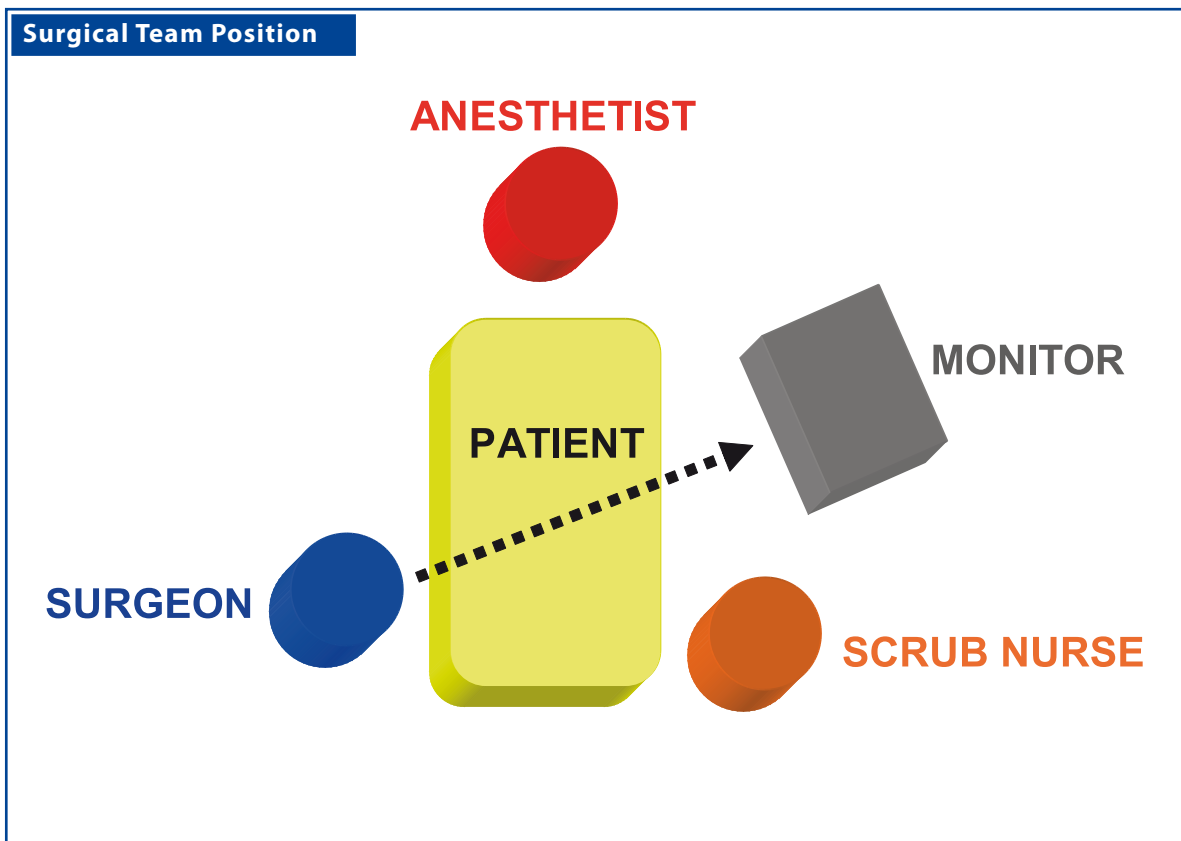 Surgical Team Position
ANESTHETIST
MONITOR
PATIENT
SURGEON
SCRUB NURSE